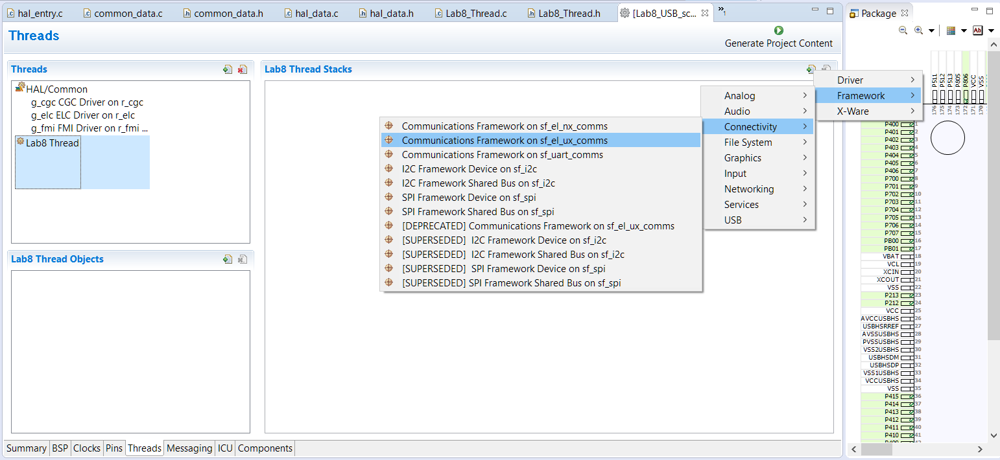 hal_entry.c
common_data.c
common_data.h
hal_data.c
hal_data.h
Lab8_Thread.c
Lab8_Thread.h
[Lab8_USB_sc...
»1
Package
Threads
Generate Project Content
Threads
HAL/Common
g_cgc CGC Driver on r_cgc
g_elc ELC Driver on r_elc
g_fmi FMI Driver on r_fmi ...
Lab8 Thread
Lab8 Thread Objects
Lab8 Thread Stacks
Driver
Framework
X-Ware
Analog
Audio
Connectivity
File System
Graphics
Input
Networking
Services
USB
Communications Framework on sf_el_nx_comms
Communications Framework on sf_el_ux_comms
Communications Framework on sf_uart_comms
I2C Framework Device on sf_i2c
I2C Framework Shared Bus on sf_i2c
SPI Framework Device on sf_spi
SPI Framework Shared Bus on sf_spi
[DEPRECATED] Communications Framework on sf_el_ux_comms
[SUPERSEDED]  I2C Framework Device on sf_i2c
[SUPERSEDED]  I2C Framework Shared Bus on sf_i2c
[SUPERSEDED]  SPI Framework Device on sf_spi
[SUPERSEDED] SPI Framework Shared Bus on sf_spi
Ab
P511
P512
P513
P805
P806
VCC
VSS
176
175
174
173
172
171
170
P400 1
P401 2
P402 3
P403 4
P404 5
P405 6
P406 7
P700 8
P701 9
P702 10
P703 11
P704 12
P705 13
P706 14
P707 15
PB00 16
PB01 17
VBAT 18
VCL 19
XCIN 20
XCOUT 21
VSS 22
P213 23
P212 24
VCC 25
AVCCUSBHS 26
USBHSRREF 27
AVSSUSBHS 28
PVSSUSBHS 29
VSS2USBHS 30
USBHSDM 31
USBHSDP 32
VSS1USBHS 33
VCCUSBHS 34
VSS 35
P415 36
P414 37
P413 38
P412 39
P411 40
P410 41
Summary
BSP
Clocks
Pins
Threads
Messaging
ICU
Components